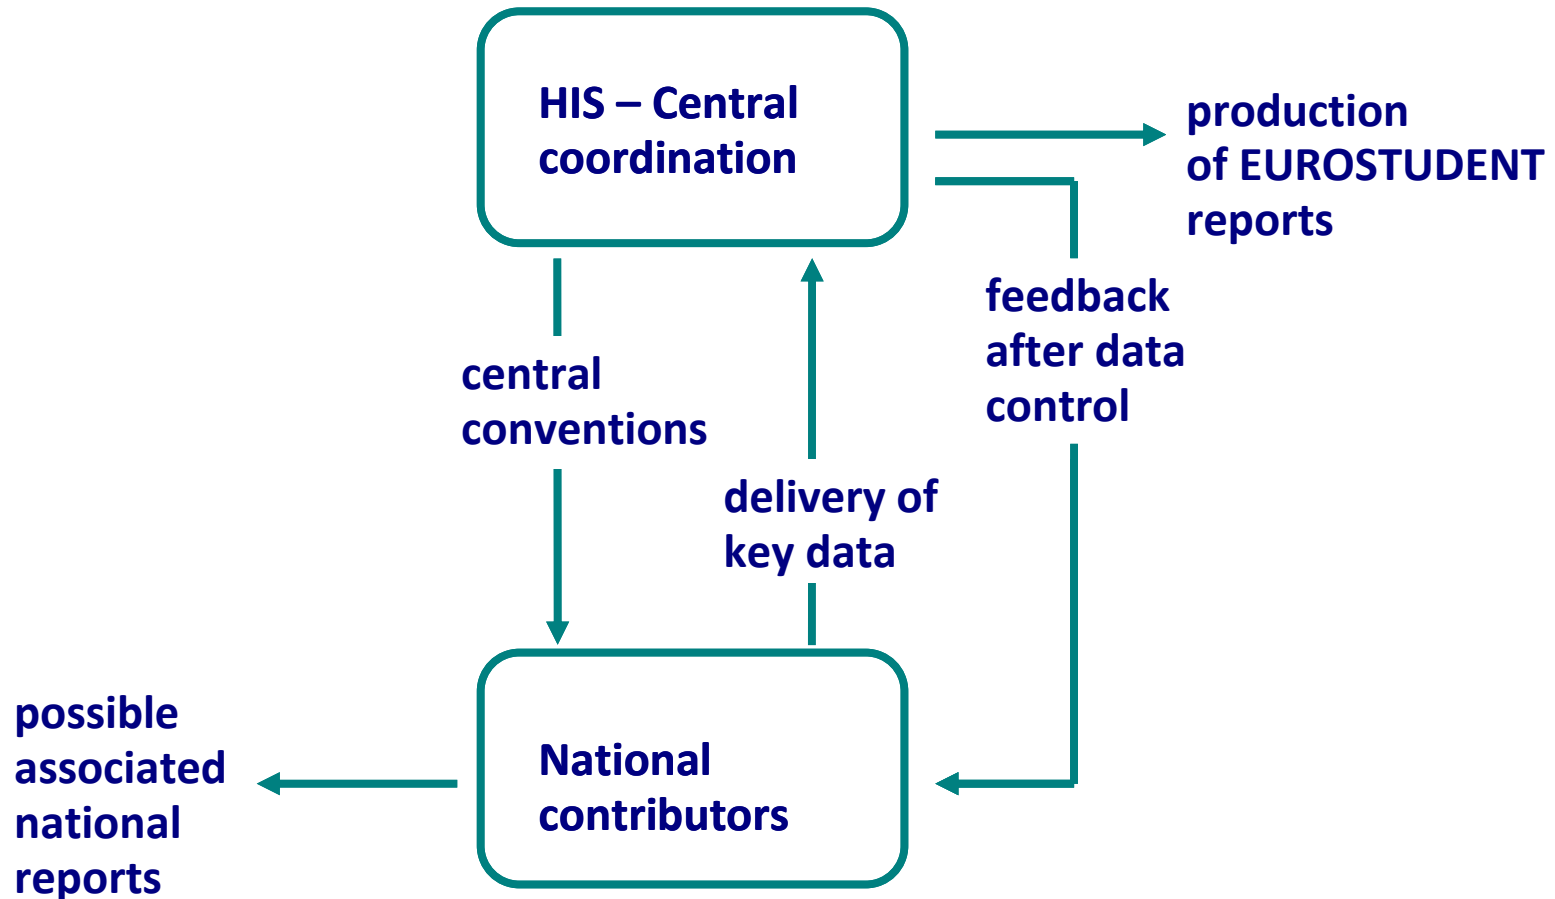 HIS – Central
coordination
production
of EUROSTUDENT
reports
feedback
after data
control
central
conventions
delivery of
key data
possible
associated
national
reports
National
contributors